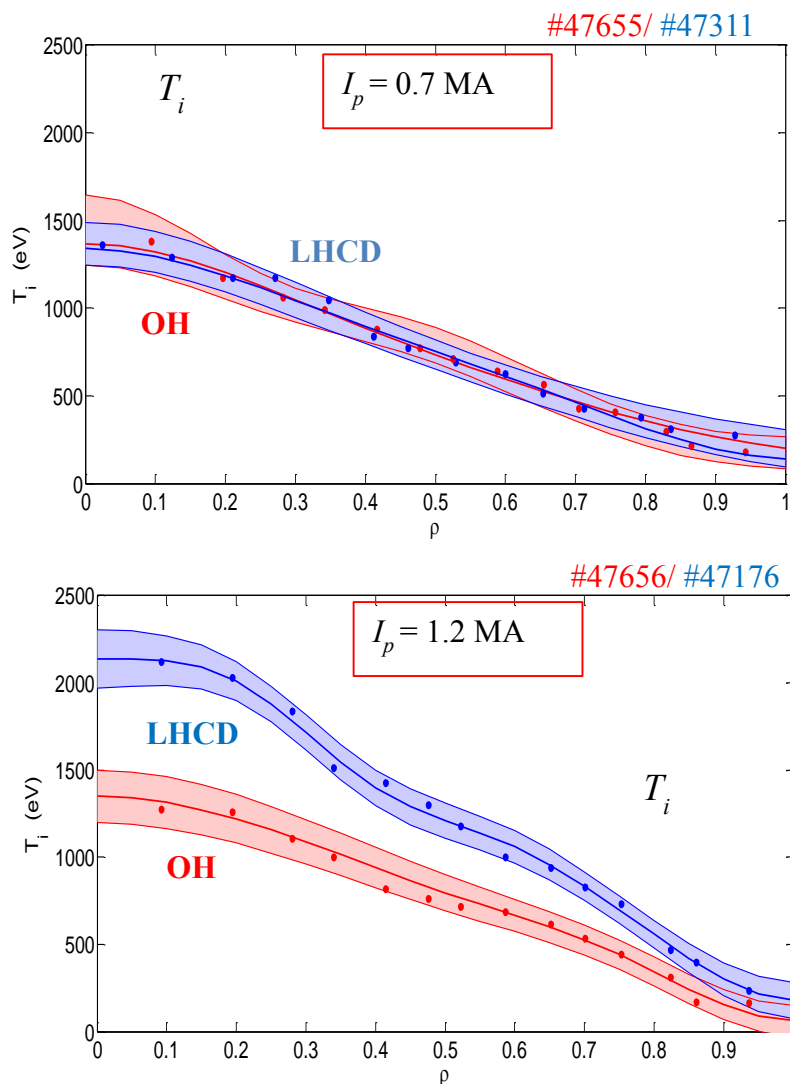 #47655/ #47311
2500
T_i
I_p = 0.7 MA
2000
1500
LHCD
T_i (eV)
1000
OH
500
0
0 0.1 0.2 0.3 0.4 0.5 0.6 0.7 0.8 0.9 1
ρ
#47656/ #47176
2500
I_p = 1.2 MA
2000
LHCD
1500
T_i
T_i (eV)
1000
OH
500
0
0 0.1 0.2 0.3 0.4 0.5 0.6 0.7 0.8 0.9
ρ